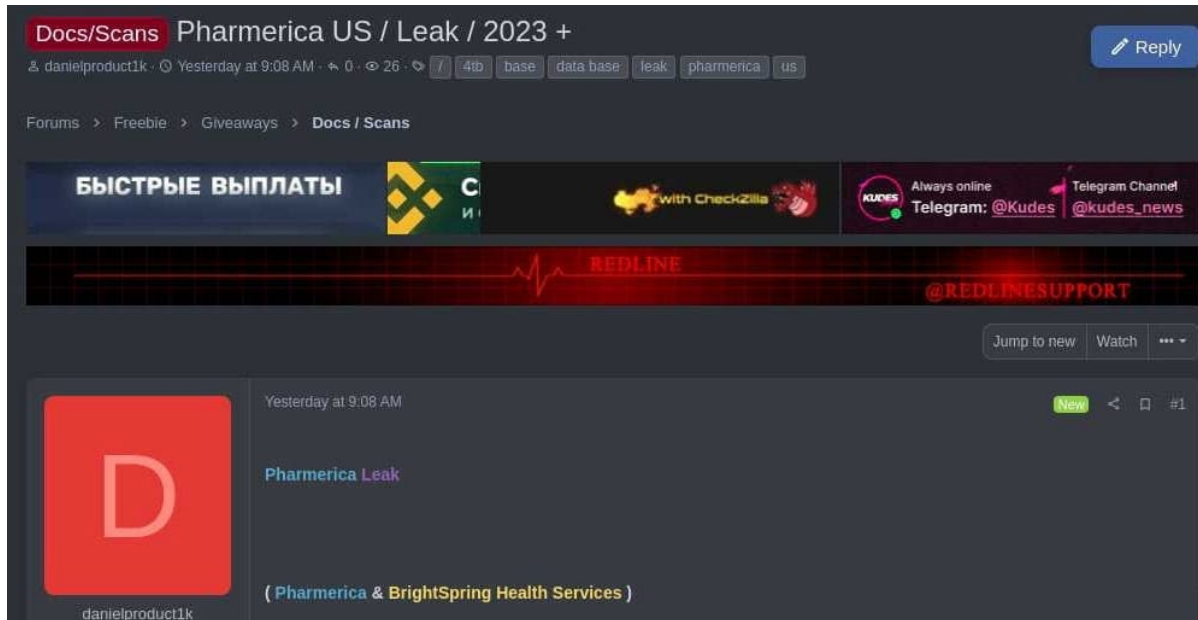 Docs/Scans Pharmerica US / Leak / 2023 +
Reply
danielproduct1k · Yesterday at 9:08 AM · 0 · 26 · / 4tb base data base leak pharmerica us
Forums > Freebie > Giveaways > Docs / Scans
БЫСТРЫЕ ВЫПЛАТЫ
with CheckZilla
KUDES
Always online
Telegram: @Kudes
Telegram Channel
@kudes_news
REDLINE
@REDLINESUPPORT
Jump to new Watch
Yesterday at 9:08 AM
New #1
D
Pharmerica Leak
( Pharmerica & BrightSpring Health Services )
danielproduct1k